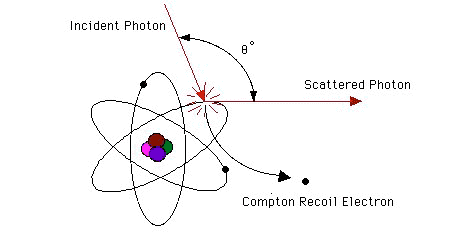 Incident Photon
θ°
Scattered Photon
Compton Recoil Electron